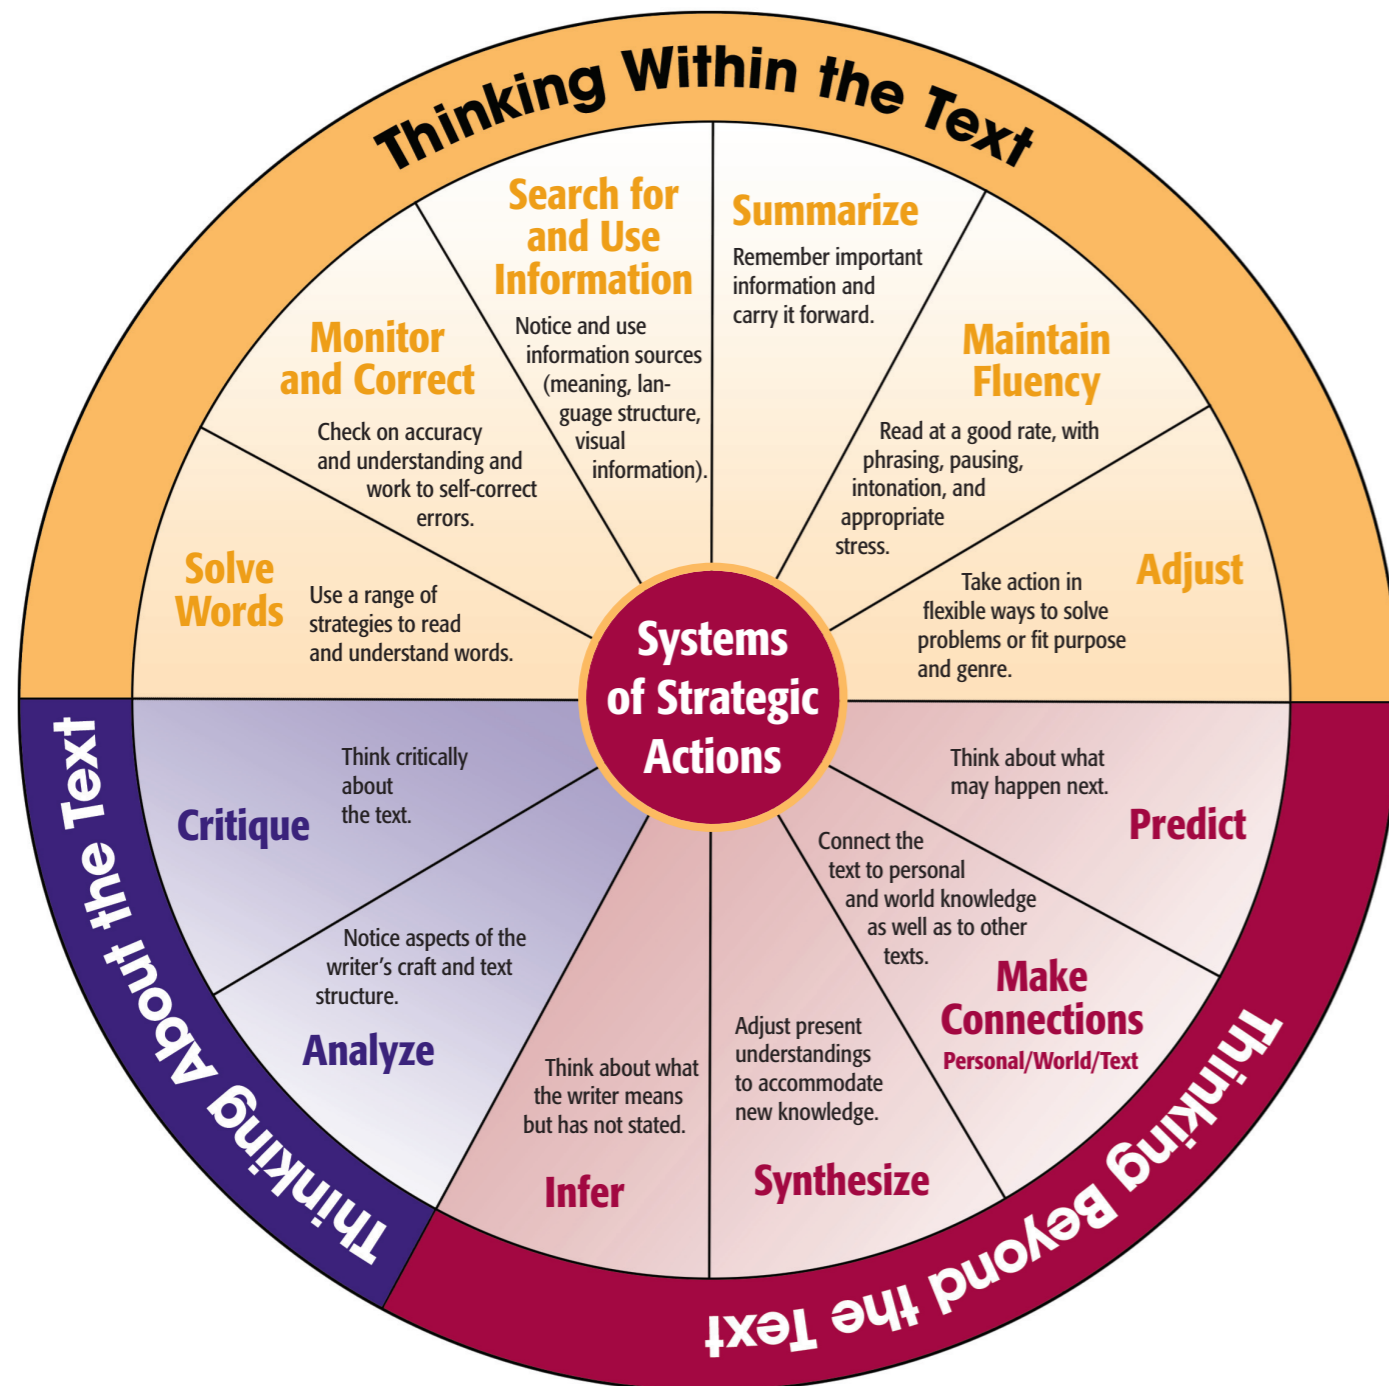 Thinking Within the Text
Search for
and Use
Information
Notice and use
information sources
(meaning, lan-
guage structure,
visual
information).
Summarize
Remember important
information and
carry it forward.
Monitor
and Correct
Check on accuracy
and understanding and
work to self-correct
errors.
Maintain
Fluency
Read at a good rate, with
phrasing, pausing,
intonation, and
appropriate
stress.
Solve
Words
Use a range of
strategies to read
and understand words.
Adjust
Take action in
flexible ways to solve
problems or fit purpose
and genre.
Systems
of Strategic
Actions
Thinking About the Text
Critique
Think critically
about
the text.
Notice aspects of the
writer's craft and text
structure.
Analyze
Thinking Beyond the Text
Think about what
may happen next.
Predict
Connect the
text to personal
and world knowledge
as well as to other
texts.
Make
Connections
Personal/World/Text
Adjust present
understandings
to accommodate
new knowledge.
Synthesize
Think about what
the writer means
but has not stated.
Infer